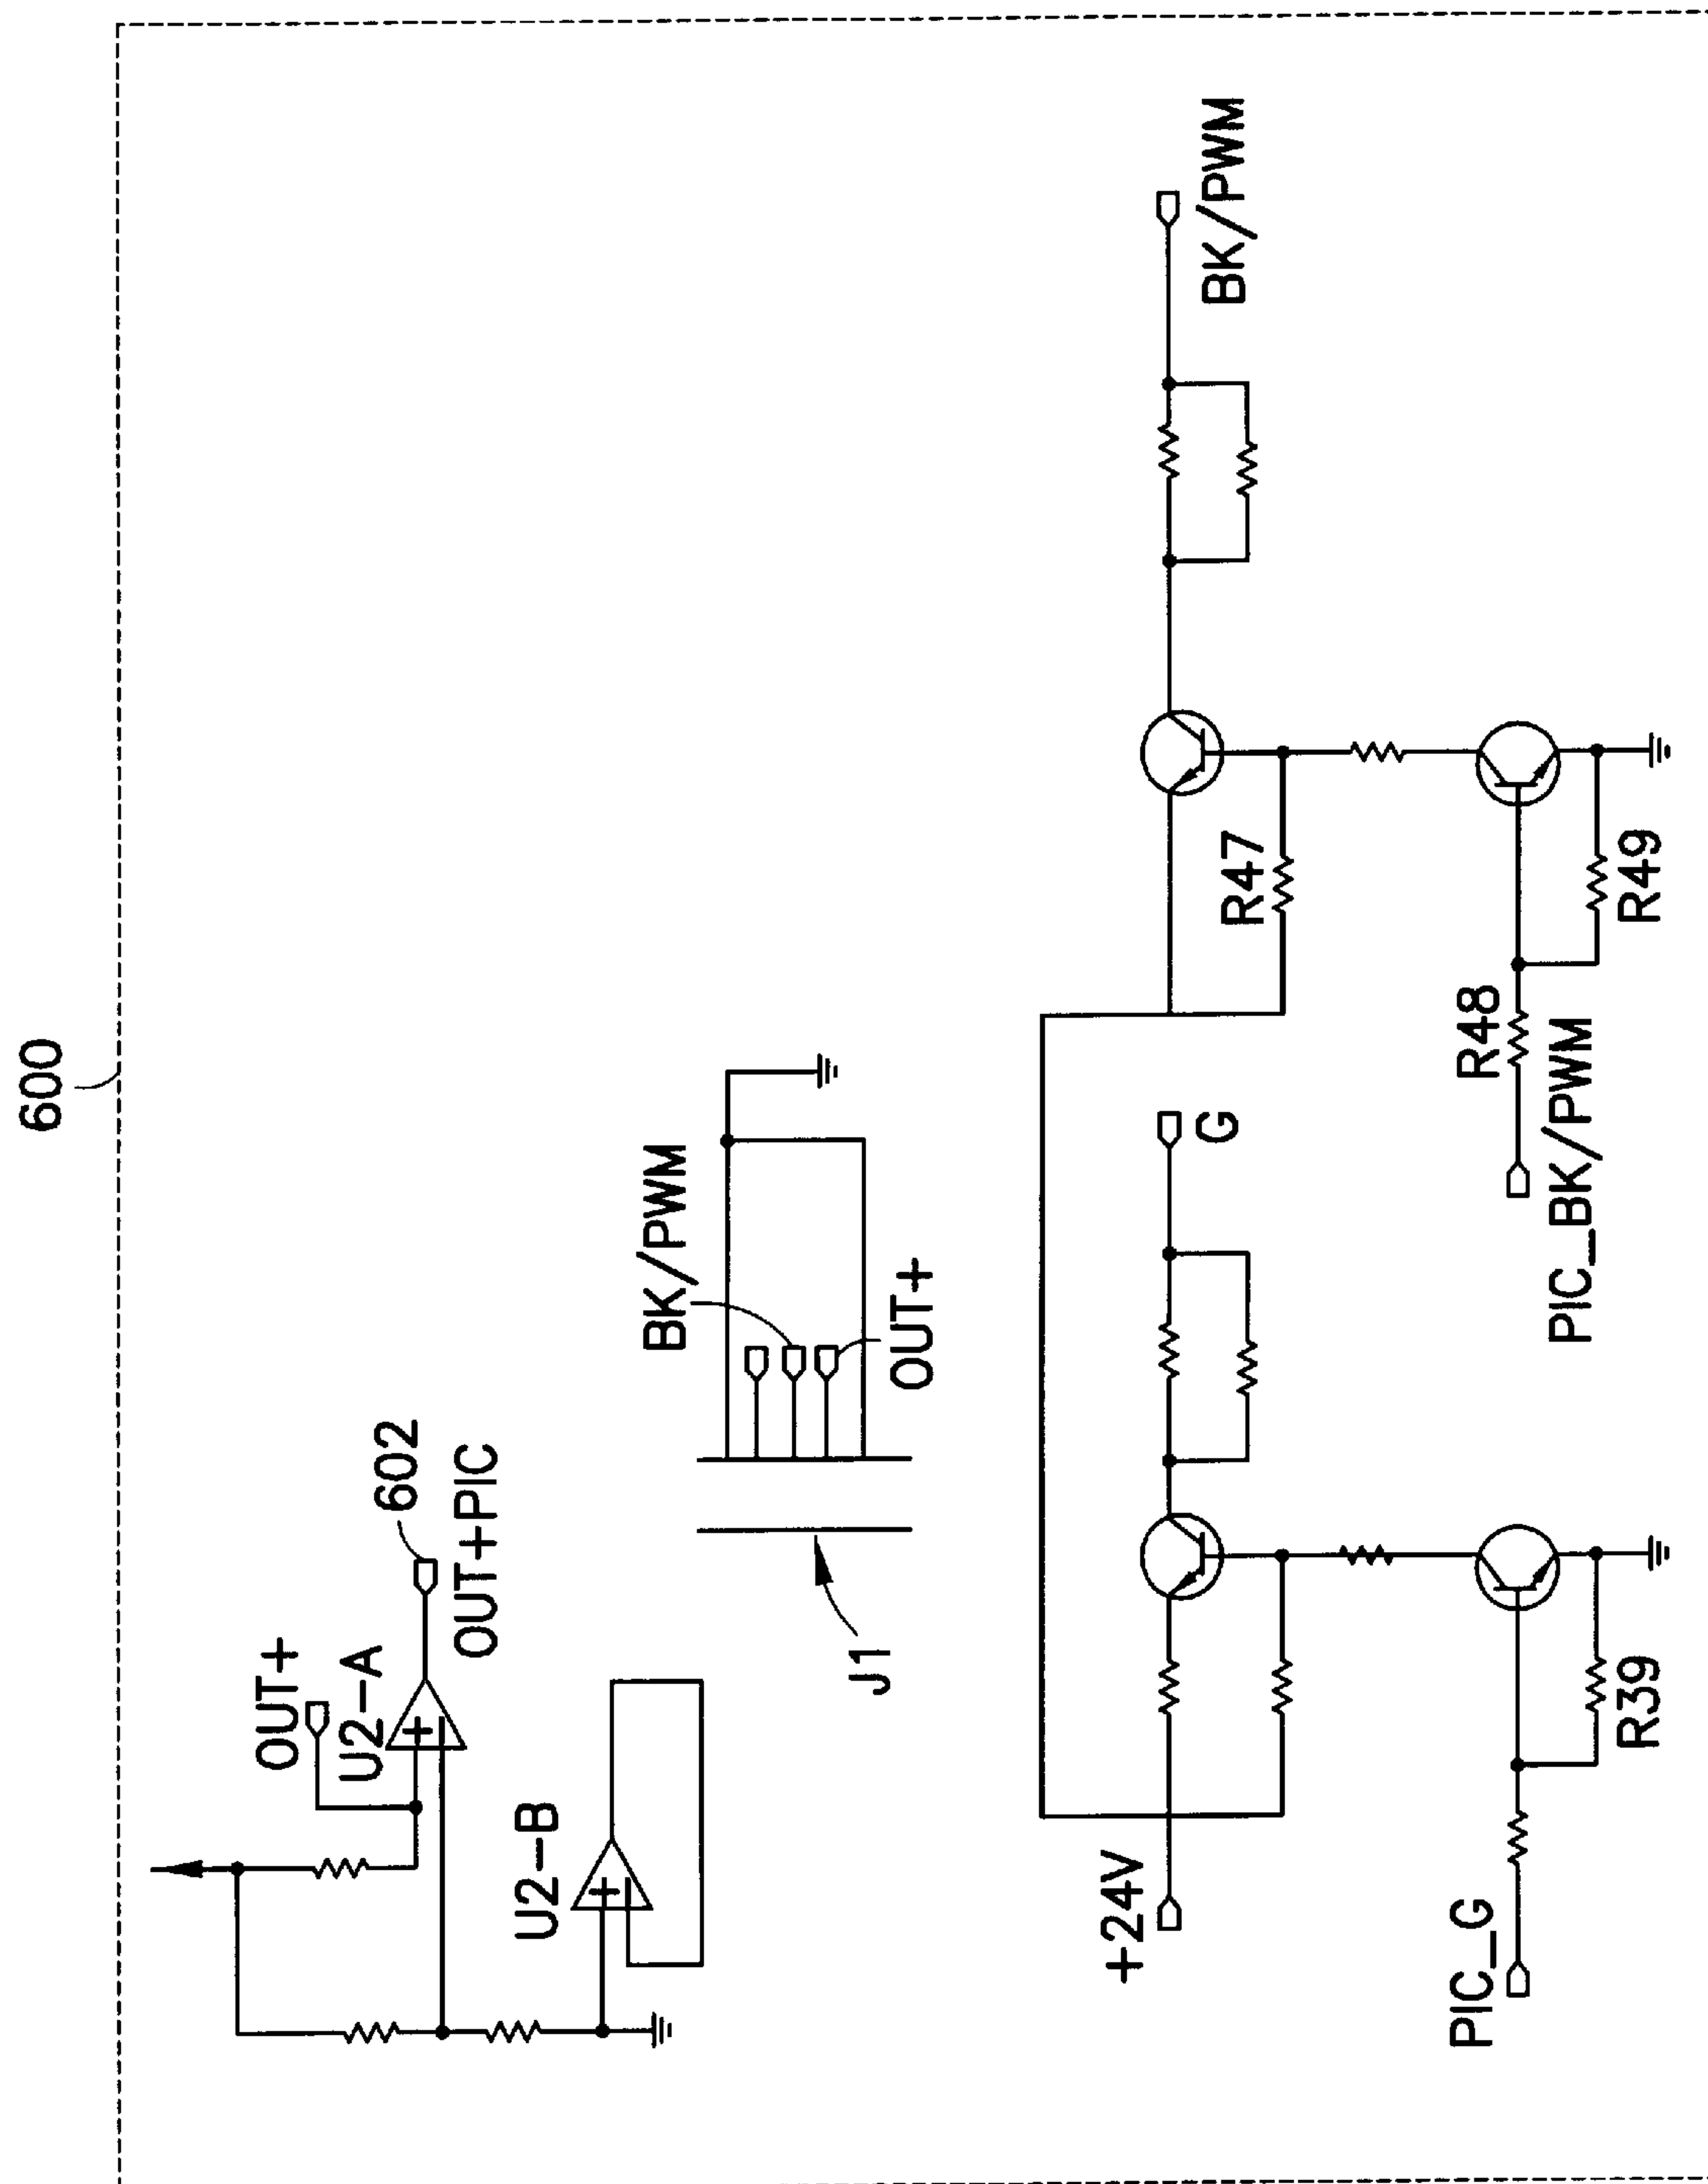 600
OUT+
U2-A
602
OUT+PIC
U2-B
BK/PWM
OUT+
J1
+24V
G
BK/PWM
R47
PIC_G
R39
R48
PIC_BK/PWM
R49